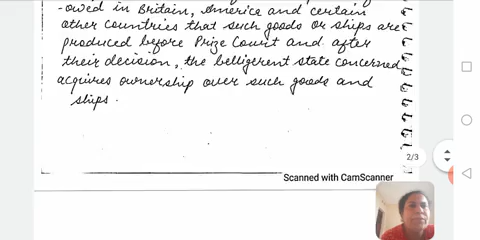 -owed in Britain, America and certain
other countries that such goods or ships are
produced before Prize Court and after
their decision, the belligerent state concerned
acquires ownership over such goods and
ships.
2/3
Scanned with CamScanner